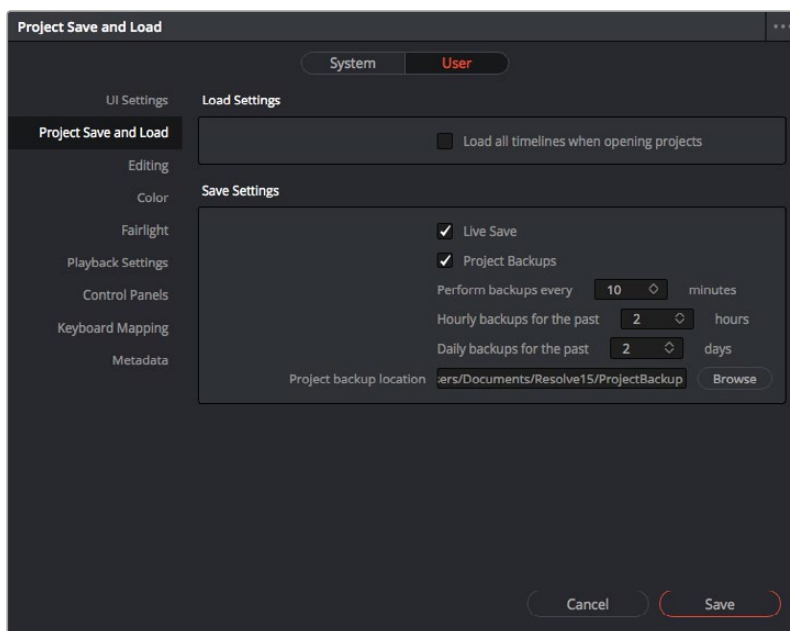 Project Save and Load
System User
UI Settings
Project Save and Load
Editing
Color
Fairlight
Playback Settings
Control Panels
Keyboard Mapping
Metadata
Load Settings
Load all timelines when opening projects
Save Settings
Live Save
Project Backups
Perform backups every 10 minutes
Hourly backups for the past 2 hours
Daily backups for the past 2 days
Project backup location ers/Documents/Resolve15/ProjectBackup Browse
Cancel Save